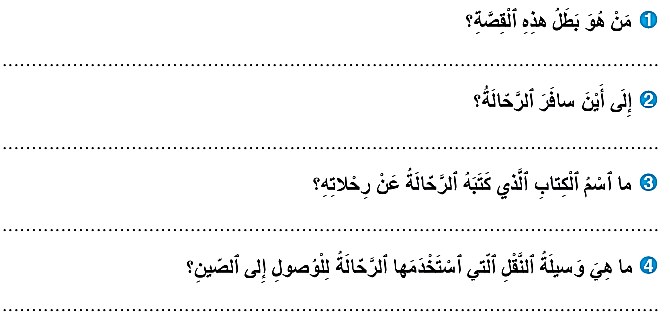 1 مَنْ هُوَ بَطَلُ هذِهِ ٱلْقِصَّةِ؟
2 إِلَى أَيْنَ سافَرَ ٱلرَّحّالَةُ؟
3 ما ٱسْمُ ٱلْكِتابِ ٱلَّذي كَتَبَهُ ٱلرَّحّالَةُ عَنْ رِحْلاتِهِ؟
4 ما هِيَ وَسيلَةُ ٱلنَّقْلِ ٱلَّتي ٱسْتَخْدَمَها ٱلرَّحّالَةُ لِلْوُصولِ إِلى ٱلصّينِ؟